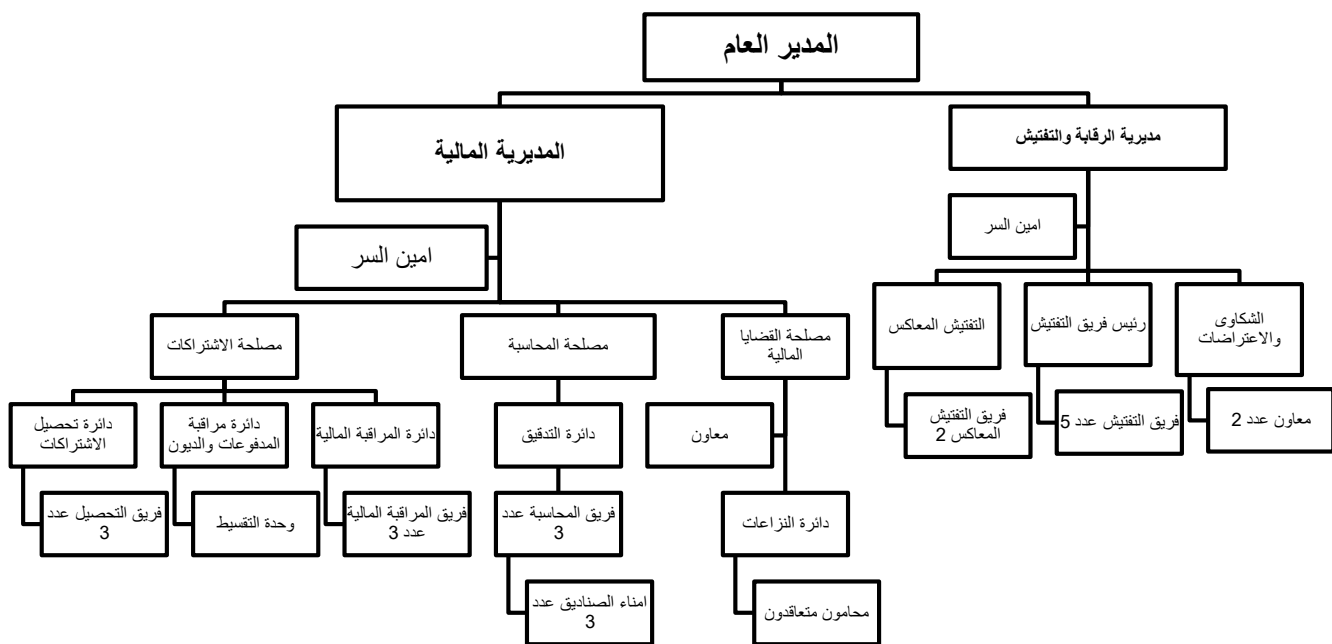 المدير العام
مديرية الرقابة والتفتيش
المديرية المالية
امين السر
امين السر
الشكاوى
والاعتراضات
رئيس فريق التفتيش
التفتيش المعاكس
مصلحة القضايا
المالية
مصلحة المحاسبة
مصلحة الاشتراكات
معاون عدد 2
فريق التفتيش عدد 5
فريق التفتيش
المعاكس 2
معاون
دائرة التدقيق
دائرة المراقبة المالية
دائرة مراقبة
المدفوعات والديون
دائرة تحصيل
الاشتراكات
دائرة النزاعات
فريق المحاسبة عدد
3
فريق المراقبة المالية
عدد 3
وحدة التقسيط
فريق التحصيل عدد
3
محامون متعاقدون
امناء الصناديق عدد
3